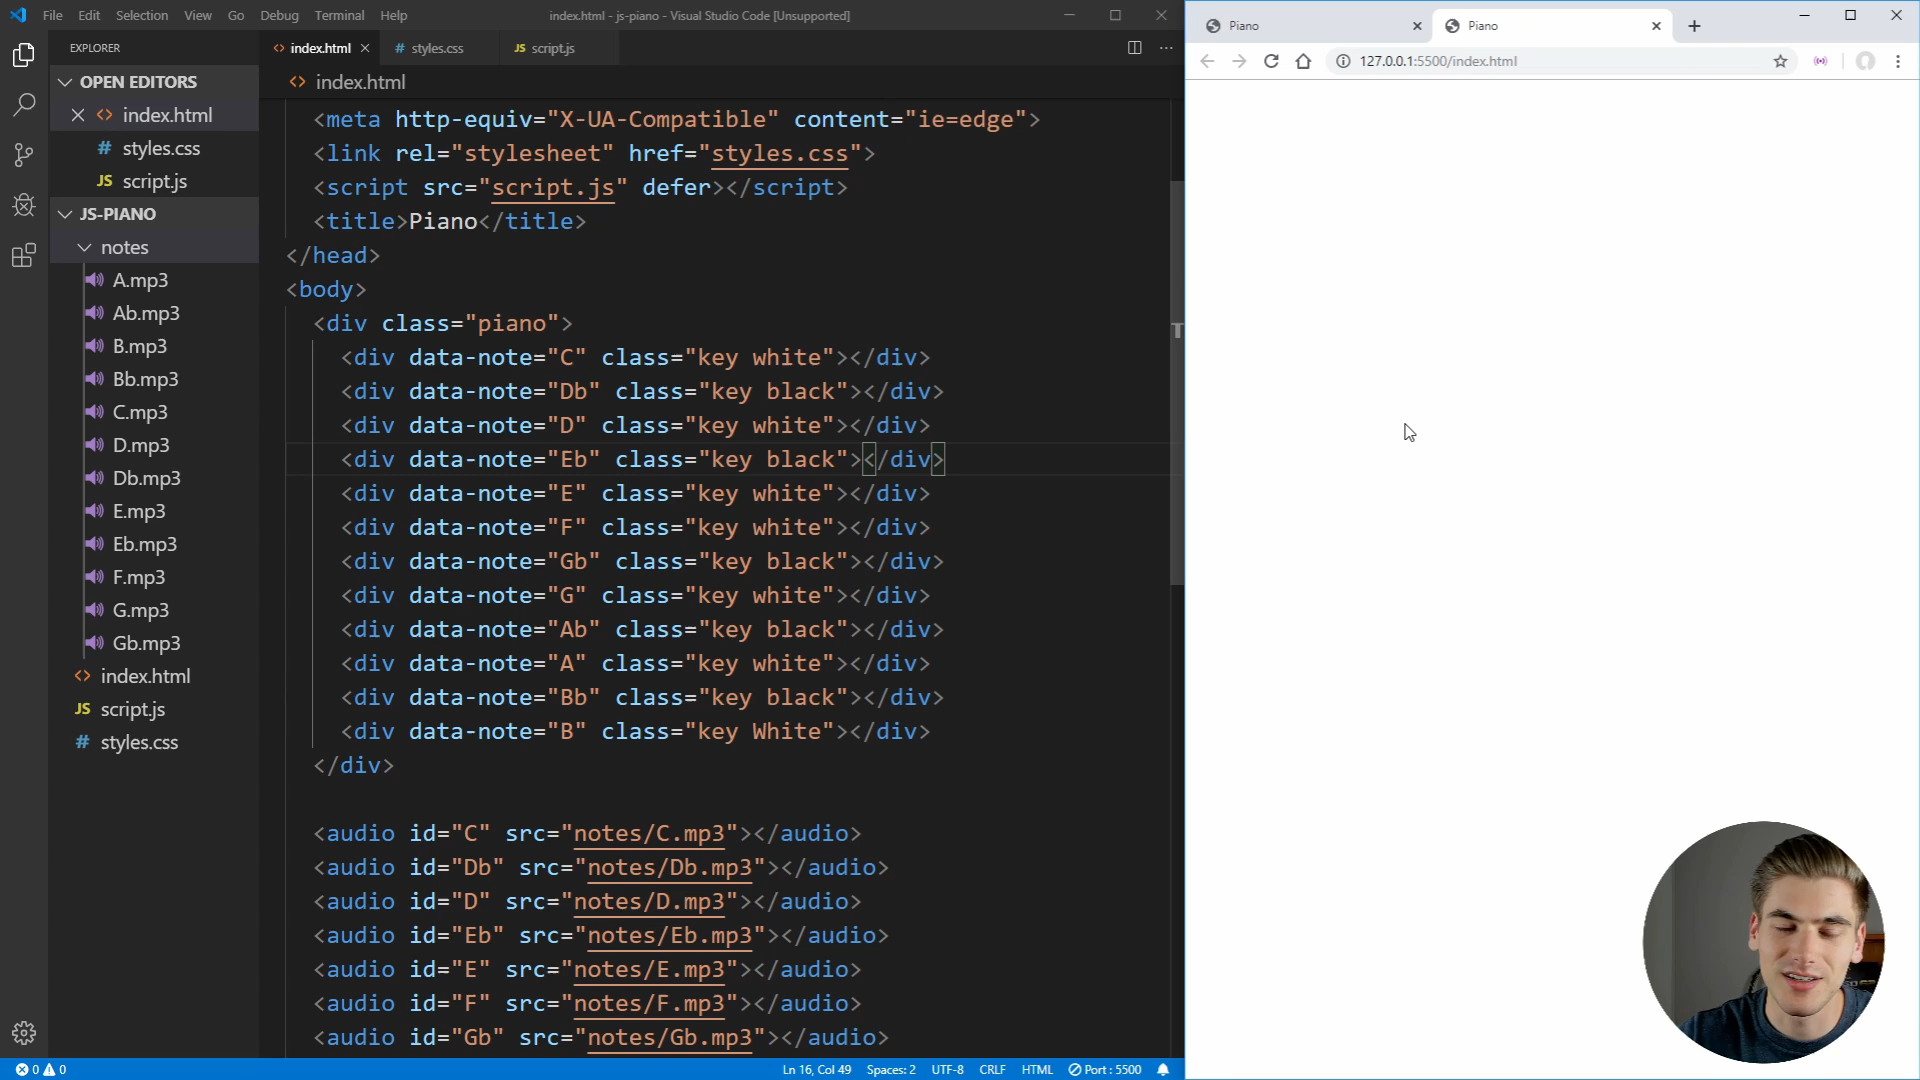 File Edit Selection View Go Debug Terminal Help
index.html - js-piano - Visual Studio Code [Unsupported]
EXPLORER
OPEN EDITORS
index.html
# styles.css
JS script.js
JS-PIANO
notes
A.mp3
Ab.mp3
B.mp3
Bb.mp3
C.mp3
D.mp3
Db.mp3
E.mp3
Eb.mp3
F.mp3
G.mp3
Gb.mp3
index.html
JS script.js
# styles.css
index.html # styles.css JS script.js
index.html
<meta http-equiv="X-UA-Compatible" content="ie=edge">
<link rel="stylesheet" href="styles.css">
<script src="script.js" defer></script>
<title>Piano</title>
</head>
<body>
<div class="piano">
<div data-note="C" class="key white"></div>
<div data-note="Db" class="key black"></div>
<div data-note="D" class="key white"></div>
<div data-note="Eb" class="key black"></div>
<div data-note="E" class="key white"></div>
<div data-note="F" class="key white"></div>
<div data-note="Gb" class="key black"></div>
<div data-note="G" class="key white"></div>
<div data-note="Ab" class="key black"></div>
<div data-note="A" class="key white"></div>
<div data-note="Bb" class="key black"></div>
<div data-note="B" class="key White"></div>
</div>
<audio id="C" src="notes/C.mp3"></audio>
<audio id="Db" src="notes/Db.mp3"></audio>
<audio id="D" src="notes/D.mp3"></audio>
<audio id="Eb" src="notes/Eb.mp3"></audio>
<audio id="E" src="notes/E.mp3"></audio>
<audio id="F" src="notes/F.mp3"></audio>
<audio id="Gb" src="notes/Gb.mp3"></audio>
0 0 Ln 16, Col 49 Spaces: 2 UTF-8 CRLF HTML Port : 5500
Piano Piano
127.0.0.1:5500/index.html